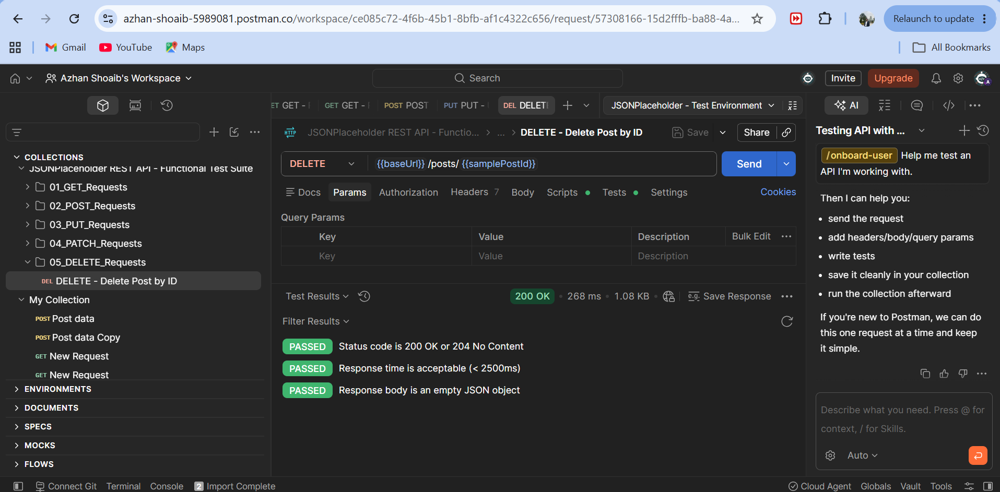 azhan-shoaib-5989081.postman.co/workspace/ce085c72-4f6b-45b1-8bfb-af1c4322c656/request/57308166-15d2fffb-ba88-4a...
Relaunch to update
Gmail
YouTube
Maps
All Bookmarks
Azhan Shoaib's Workspace
Search
Invite
Upgrade
A
ET GET -
GET GET -
POST POST
PUT PUT -
DEL DELETE
JSONPlaceholder - Test Environment
AI
COLLECTIONS
JSONPlaceholder REST API - Functional Test Suite
01_GET_Requests
02_POST_Requests
03_PUT_Requests
04_PATCH_Requests
05_DELETE_Requests
DEL DELETE - Delete Post by ID
My Collection
POST Post data
POST Post data Copy
GET New Request
GET New Request
ENVIRONMENTS
DOCUMENTS
SPECS
MOCKS
FLOWS
HTTP JSONPlaceholder REST API - Functio... > ... > DELETE - Delete Post by ID
Save
Share
DELETE
{{baseUrl}} /posts/ {{samplePostId}}
Send
Docs Params Authorization Headers 7 Body Scripts Tests Settings
Cookies
Query Params
Key Value Description Bulk Edit
Key Value Description
Test Results
200 OK
268 ms
1.08 KB
e.g. Save Response
Filter Results
PASSED Status code is 200 OK or 204 No Content
PASSED Response time is acceptable (< 2500ms)
PASSED Response body is an empty JSON object
Testing API with ...
/onboard-user Help me test an
API I'm working with.
Then I can help you:
• send the request
• add headers/body/query params
• write tests
• save it cleanly in your collection
• run the collection afterward
If you're new to Postman, we can do
this one request at a time and keep
it simple.
Describe what you need. Press @ for
context, / for Skills.
Auto
Connect Git
Terminal
Console
2 Import Complete
Cloud Agent
Globals
Vault
Tools